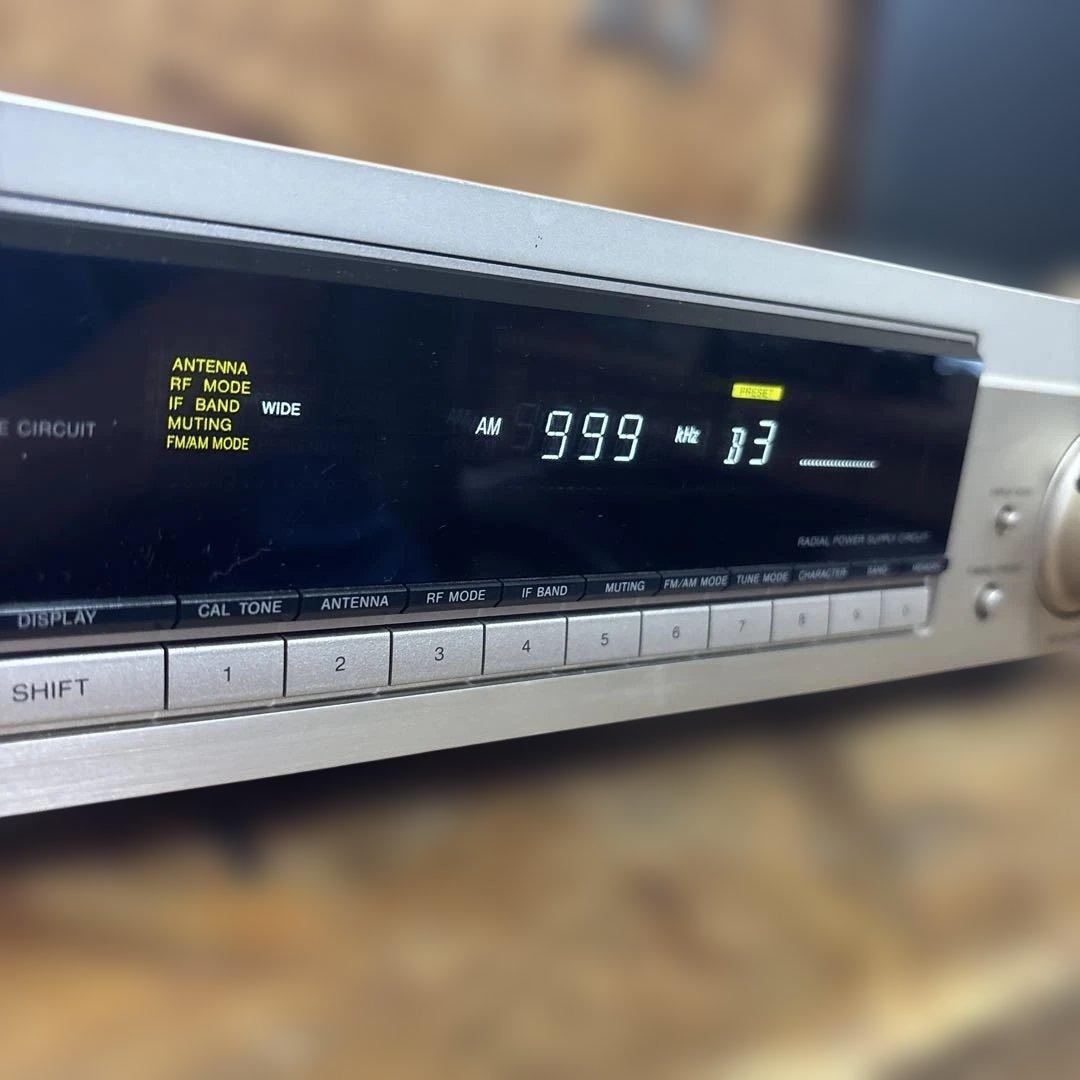 ANTENNA
RF MODE
IF BAND WIDE
MUTING
FM/AM MODE
E CIRCUIT
AM 999 kHz B3
PRESET
RADIAL POWER SUPPLY CIRCUIT
DISPLAY CAL TONE ANTENNA RF MODE IF BAND MUTING FM/AM MODE TUNE MODE CHARACTER BAND MEMORY
SHIFT 1 2 3 4 5 6 7 8 9 0